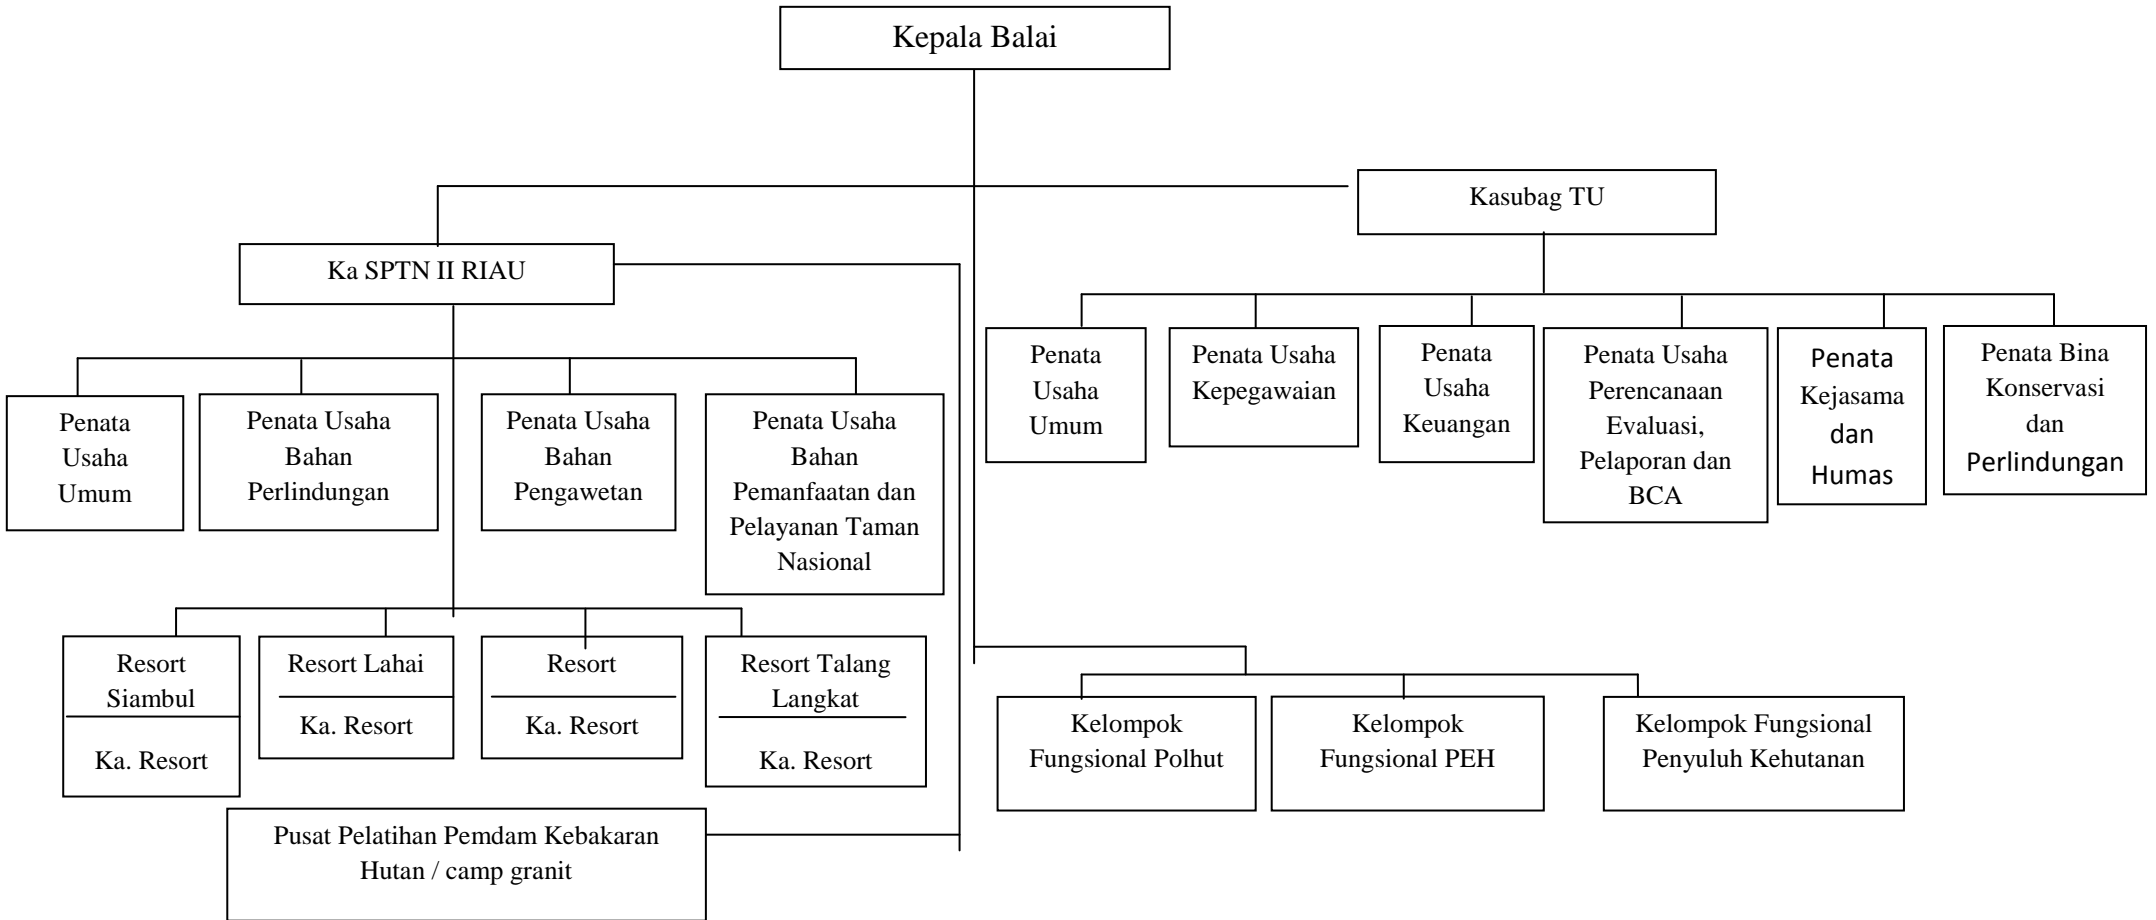 Kepala Balai
Kasubag TU
Ka SPTN II RIAU
Penata
Usaha
Umum
Penata Usaha
Kepegawaian
Penata
Usaha
Keuangan
Penata Usaha
Perencanaan
Evaluasi,
Pelaporan dan
BCA
Penata
Kejasama
dan
Humas
Penata Bina
Konservasi
dan
Perlindungan
Penata
Usaha
Umum
Penata Usaha
Bahan
Perlindungan
Penata Usaha
Bahan
Pengawetan
Penata Usaha
Bahan
Pemanfaatan dan
Pelayanan Taman
Nasional
Resort
Siambul
Ka. Resort
Resort Lahai
Ka. Resort
Resort
Ka. Resort
Resort Talang
Langkat
Ka. Resort
Kelompok
Fungsional Polhut
Kelompok
Fungsional PEH
Kelompok Fungsional
Penyuluh Kehutanan
Pusat Pelatihan Pemdam Kebakaran
Hutan / camp granit